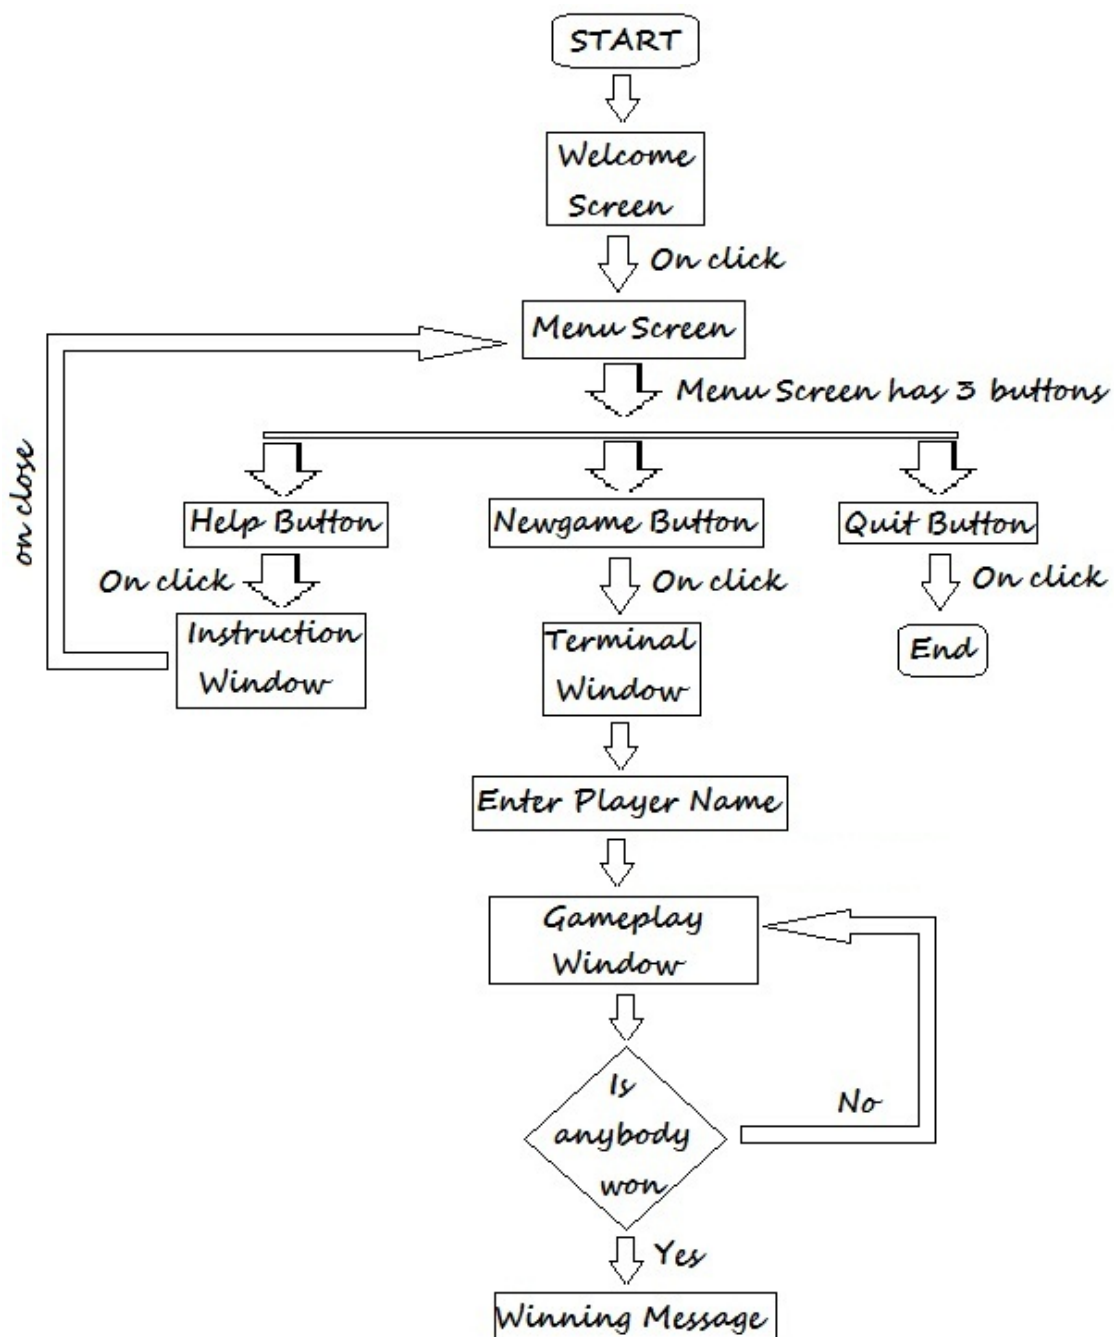 START
Welcome
Screen
On click
Menu Screen
Menu Screen has 3 buttons
on close
Help Button
Newgame Button
Quit Button
On click
On click
On click
Instruction
Window
Terminal
Window
End
Enter Player Name
Gameplay
Window
Is
anybody
won
No
Yes
Winning Message